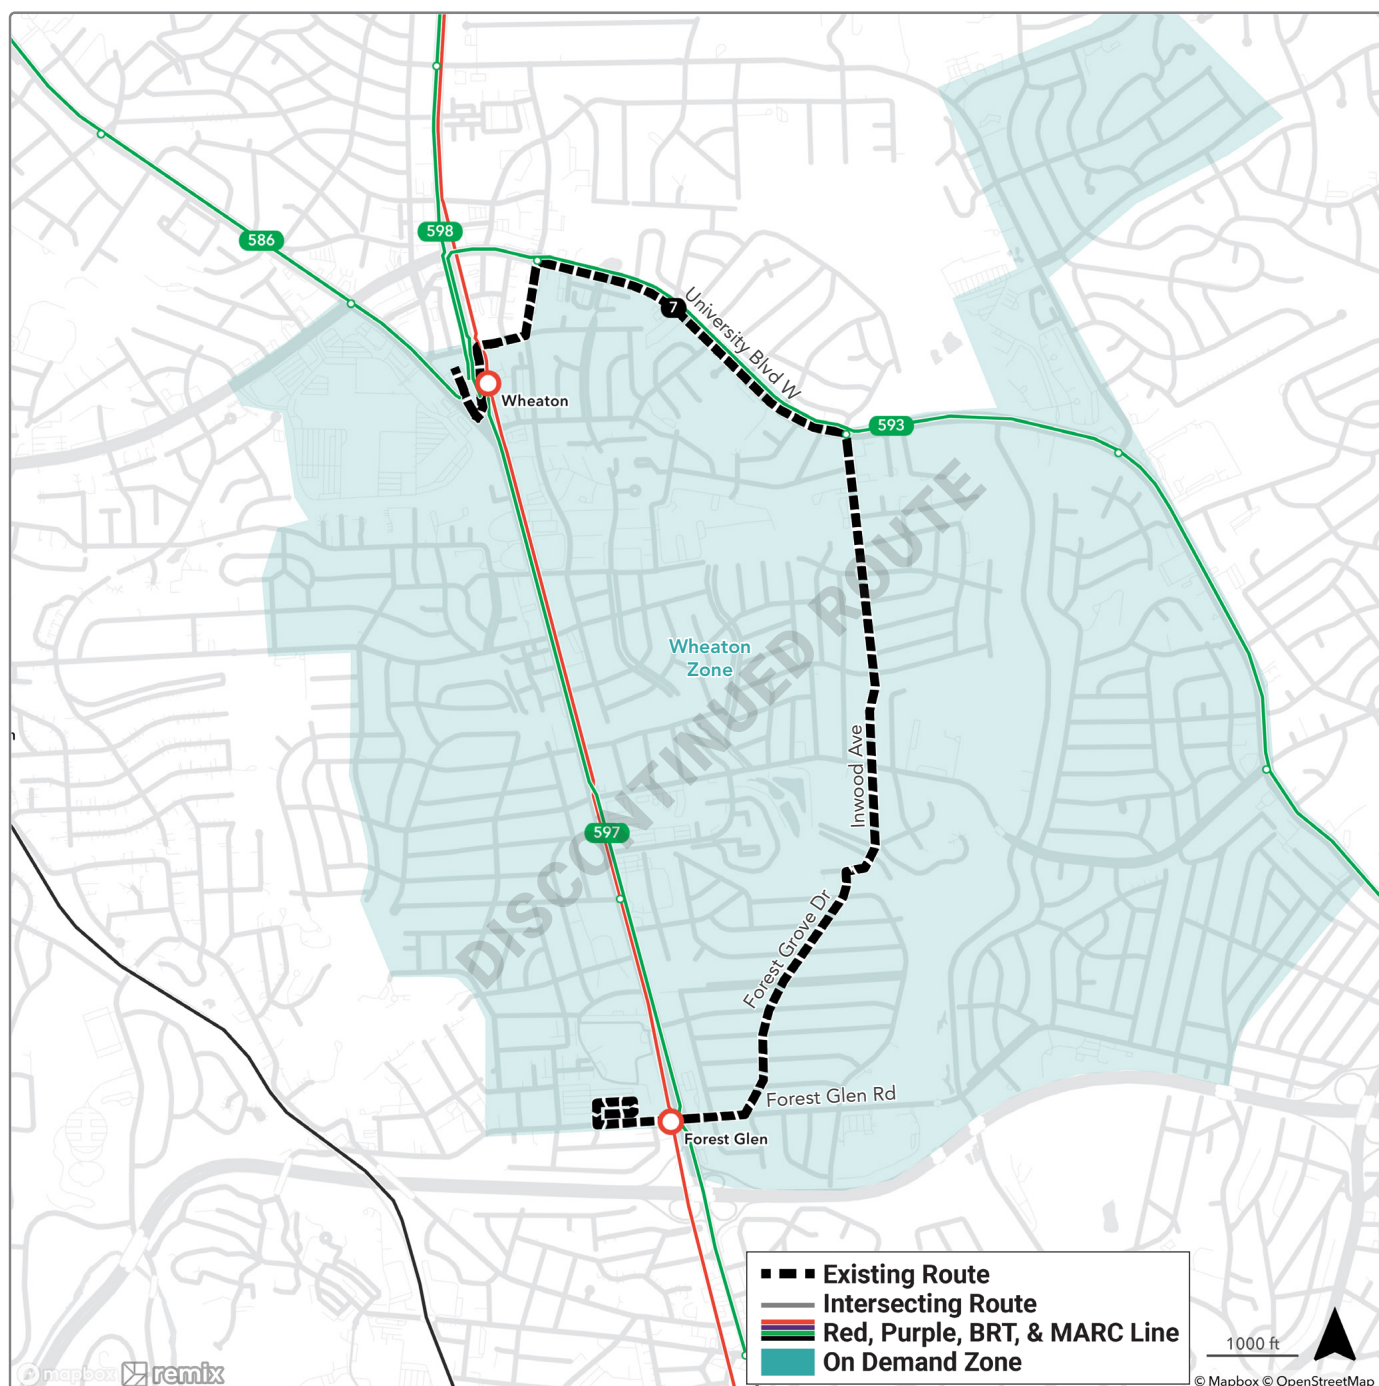 598
586
7
University Blvd W
Wheaton
593
DISCONTINUED ROUTE
Wheaton
Zone
Inwood Ave
597
Forest Grove Dr
Forest Glen Rd
Forest Glen
Existing Route
Intersecting Route
Red, Purple, BRT, & MARC Line
On Demand Zone
1000 ft
mapbox remix
© Mapbox © OpenStreetMap